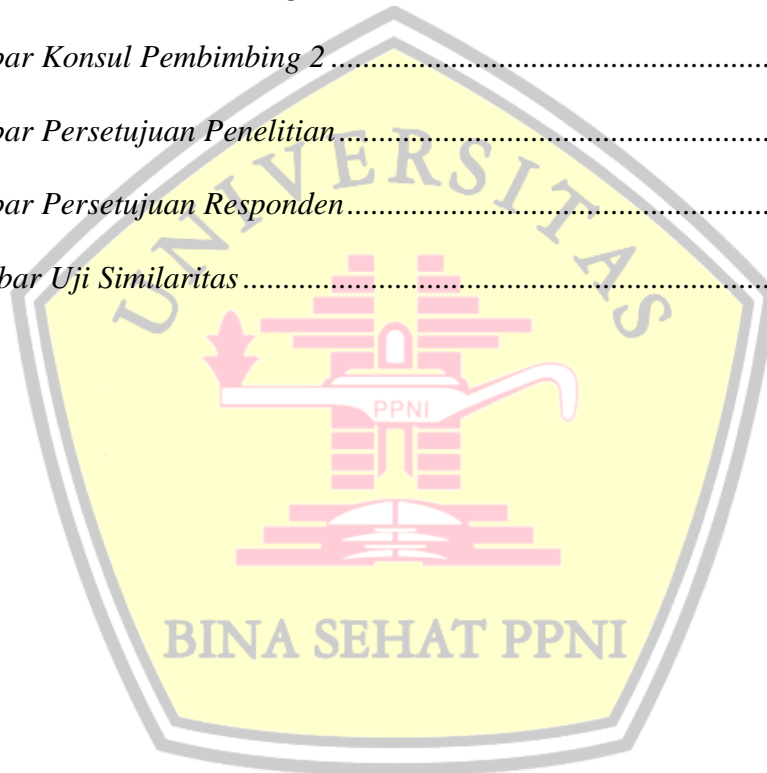 bar Konsul Pembimbing 2 ........................................................
bar Persetujuan Penelitian ........................................................
bar Persetujuan Responden ........................................................
bar Uji Similaritas ........................................................
UNIVERSITAS
PPNI
BINA SEHAT PPNI